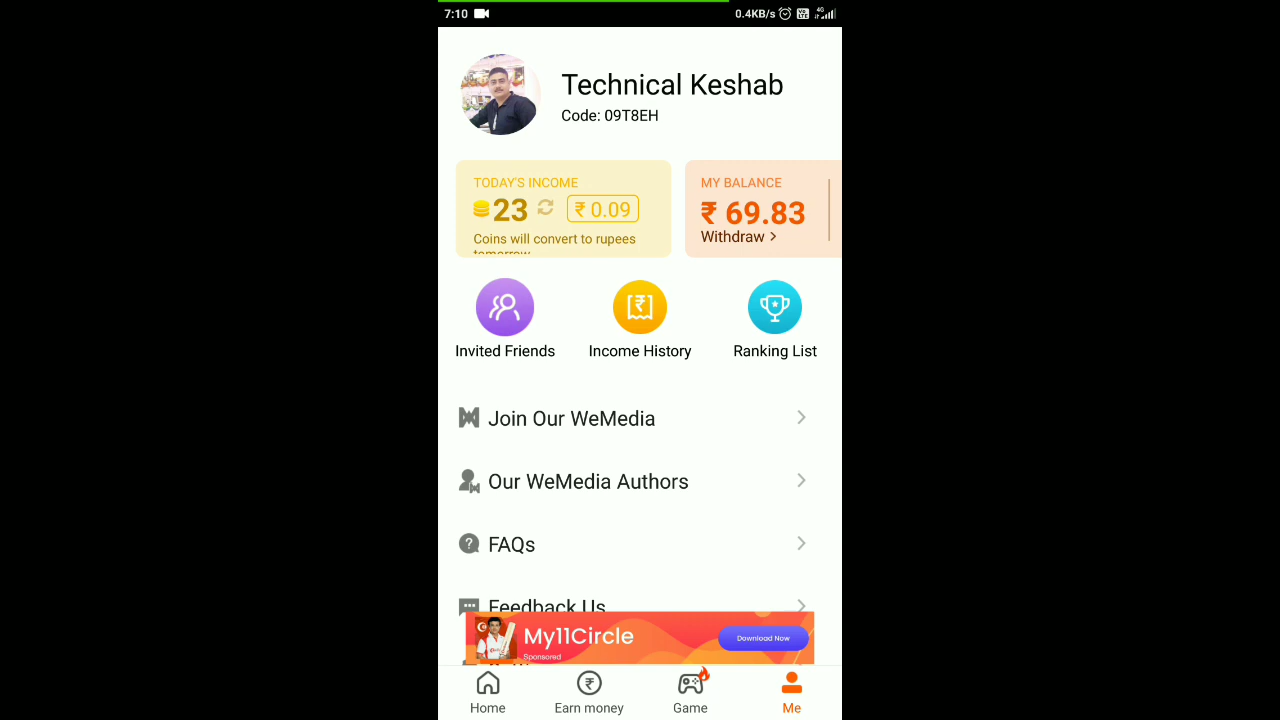 7:10
0.4KB/s
4G
Technical Keshab
Code: 09T8EH
TODAY'S INCOME
23
₹ 0.09
Coins will convert to rupees
tomorrow
MY BALANCE
₹ 69.83
Withdraw >
Invited Friends
Income History
Ranking List
Join Our WeMedia
Our WeMedia Authors
FAQs
Feedback Us
My11Circle
Sponsored
Download Now
Home
Earn money
Game
Me